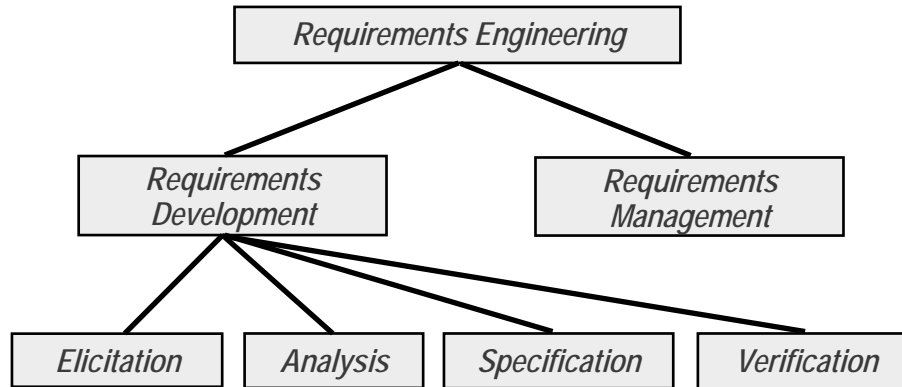 Requirements Engineering
Requirements
Development
Requirements
Management
Elicitation
Analysis
Specification
Verification